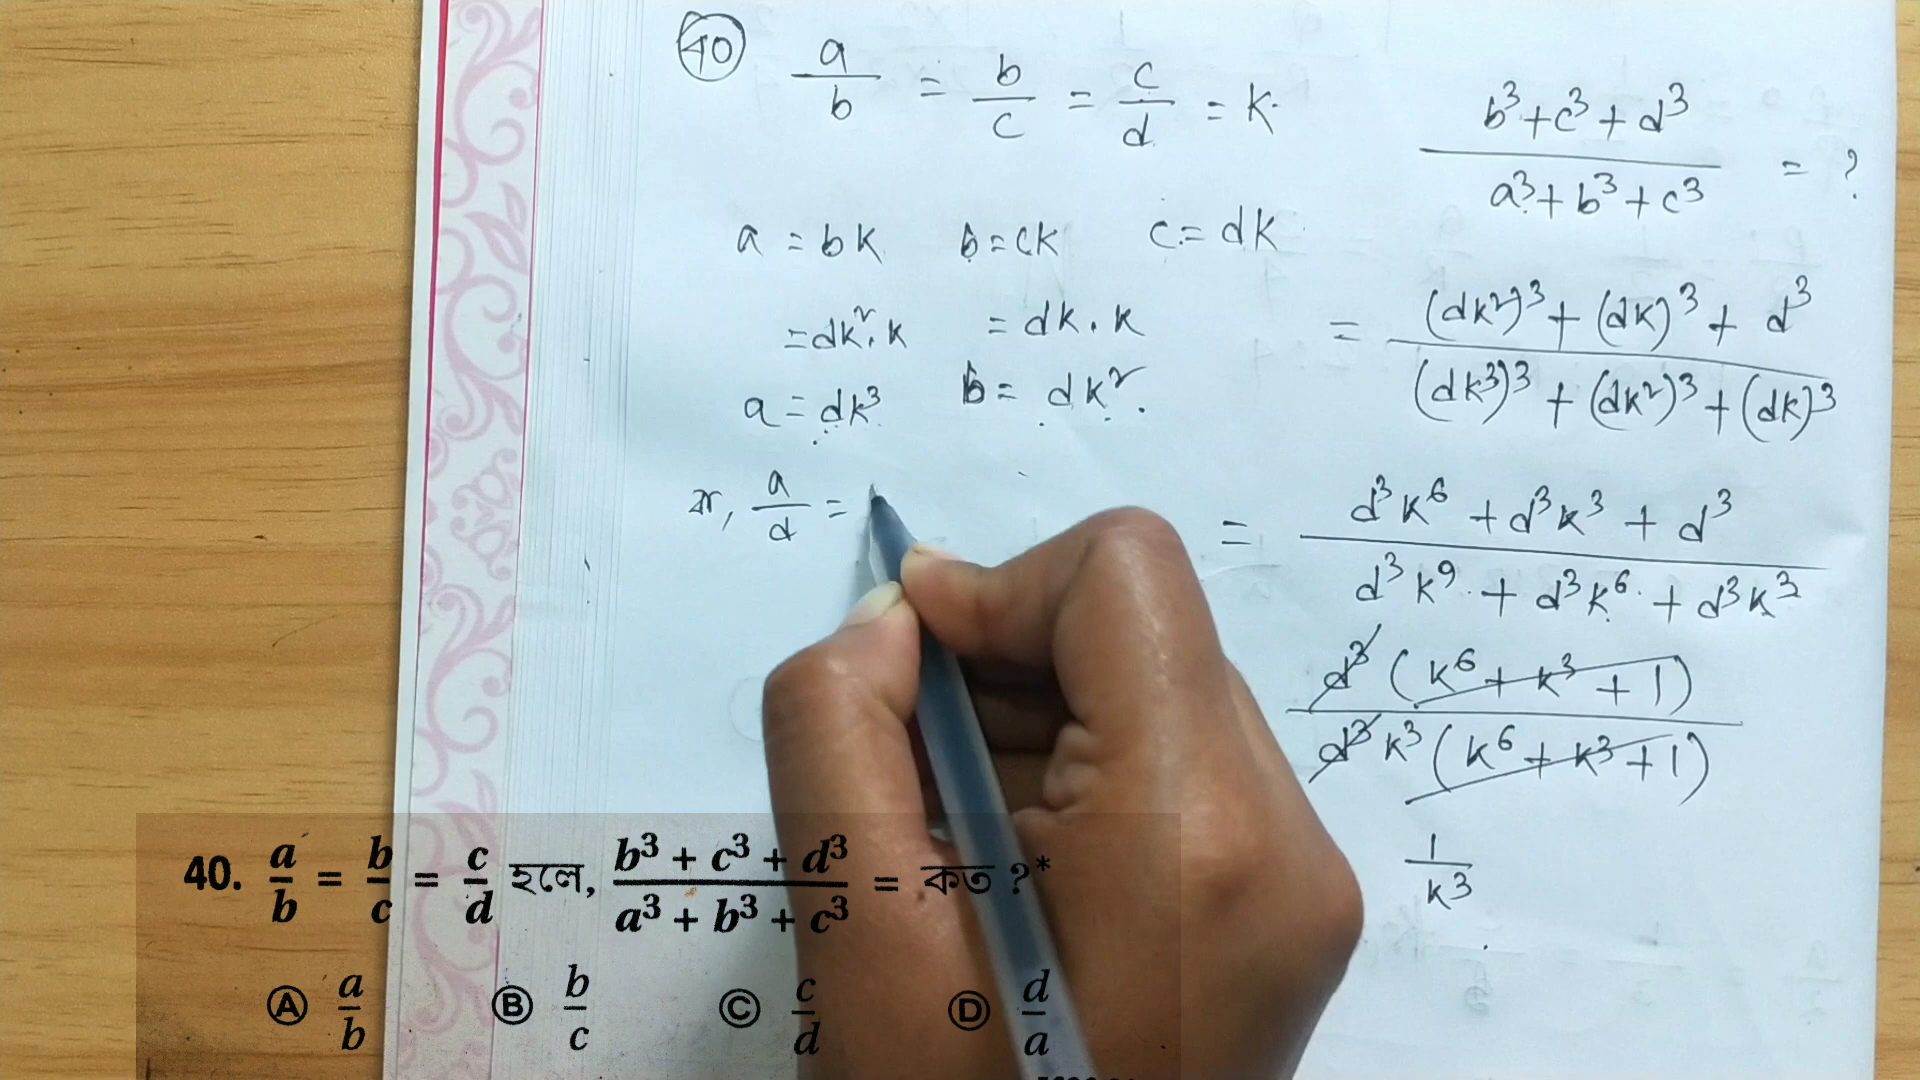 40 a/b = b/c = c/d = k.
b³+c³+d³ / a³+b³+c³ = ?
a = bk b = ck c = dk
= dk². k = dk . k
a = dk³ b = dk².
বা, a/d =
= (dk²)³ + (dk)³ + d³ / (dk³)³ + (dk²)³ + (dk)³
= d³k⁶ + d³k³ + d³ / d³k⁹ + d³k⁶ + d³k³
d³ (k⁶ + k³ + 1) / d³k³ (k⁶ + k³ + 1)
1/k³
40. a/b = b/c = c/d হলে, b³ + c³ + d³ / a³ + b³ + c³ = কত ?*
Ⓐ a/b Ⓑ b/c Ⓒ c/d Ⓓ d/a